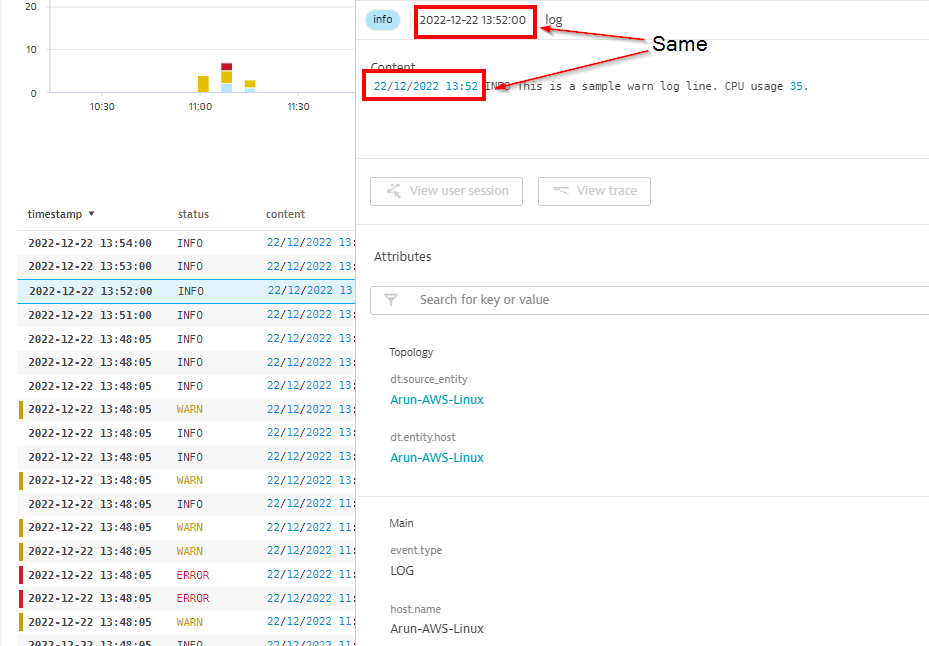 20
10
0
10:30 11:00 11:30
timestamp ▼ status content
2022-12-22 13:54:00 INFO 22/12/2022 13:
2022-12-22 13:53:00 INFO 22/12/2022 13:
2022-12-22 13:52:00 INFO 22/12/2022 13
2022-12-22 13:51:00 INFO 22/12/2022 13:
2022-12-22 13:48:05 INFO 22/12/2022 13:
2022-12-22 13:48:05 INFO 22/12/2022 13:
2022-12-22 13:48:05 INFO 22/12/2022 13:
2022-12-22 13:48:05 WARN 22/12/2022 13:
2022-12-22 13:48:05 INFO 22/12/2022 13:
2022-12-22 13:48:05 INFO 22/12/2022 13:
2022-12-22 13:48:05 WARN 22/12/2022 13:
2022-12-22 13:48:05 INFO 22/12/2022 11:
2022-12-22 13:48:05 WARN 22/12/2022 11:
2022-12-22 13:48:05 WARN 22/12/2022 11:
2022-12-22 13:48:05 ERROR 22/12/2022 11:
2022-12-22 13:48:05 ERROR 22/12/2022 11:
2022-12-22 13:48:05 WARN 22/12/2022 11:
2022-12-22 13:48:05 INFO 22/12/2022 11:
info 2022-12-22 13:52:00 log
Same
Content
22/12/2022 13:52 INFO This is a sample warn log line. CPU usage 35.
View user session View trace
Attributes
Search for key or value
Topology
dt.source_entity
Arun-AWS-Linux
dt.entity.host
Arun-AWS-Linux
Main
event.type
LOG
host.name
Arun-AWS-Linux